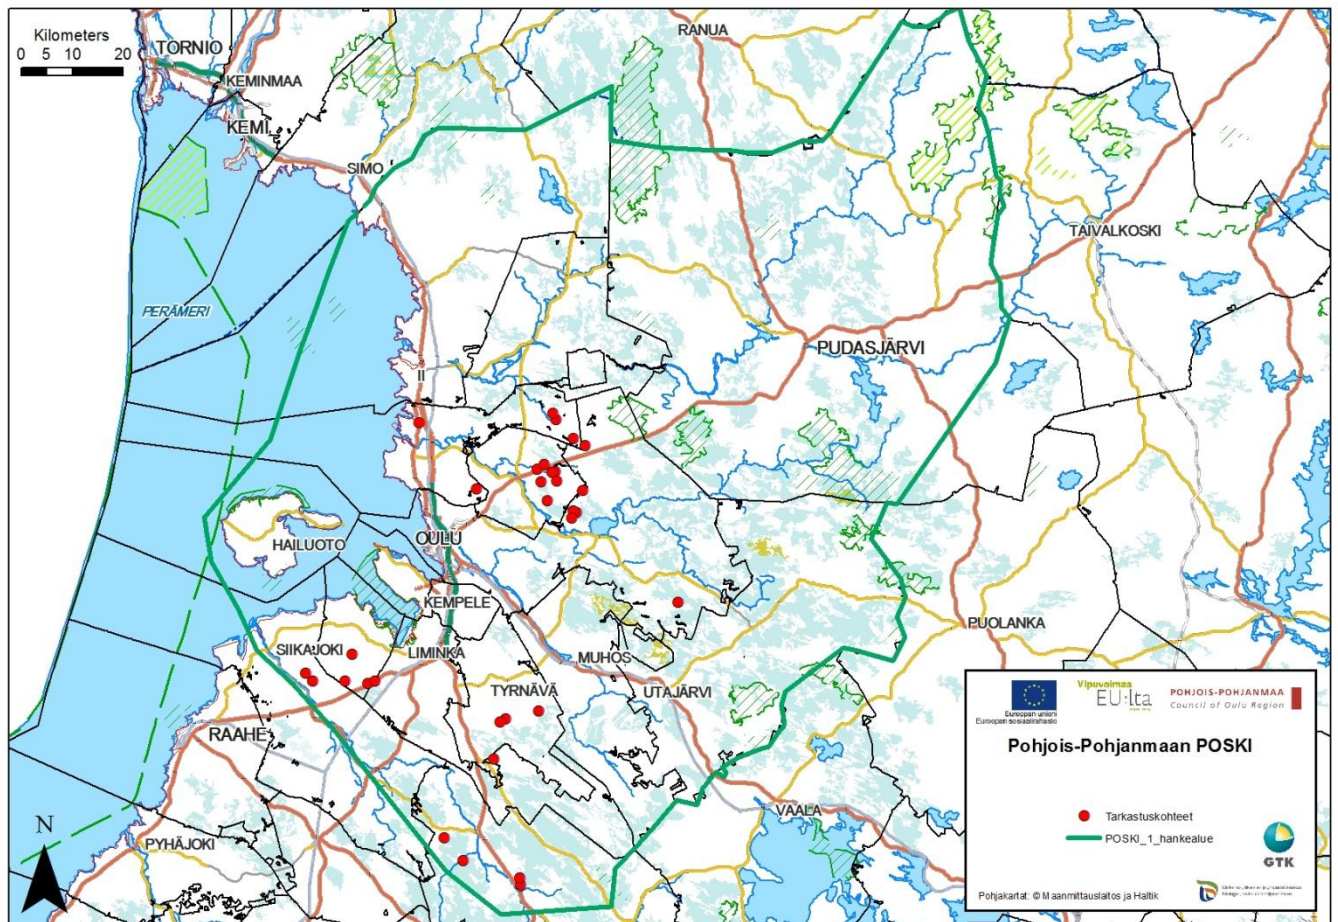 Kilometers
0 5 10 20
TORNIO
KEMINMAA
KEMI
SIMO
RANUA
TAIVALKOSKI
PERÄMERI
PUDASJÄRVI
II
OULU
HAILUOTO
KEMPELE
PUOLANKA
SIIKAJOKI
LIMINKA
MUHOS
TYRNÄVÄ
UTAJÄRVI
RAAHE
VAALA
PYHÄJOKI
N
Euroopan unioni
Euroopan sosiaalirahasto
Vipuvoimaa
EU:lta
POHJOIS-POHJANMAA
Council of Oulu Region
Pohjois-Pohjanmaan POSKI
Tarkastuskohteet
POSKI_1_hankealue
GTK
Pohjakartat: © Maanmittauslaitos ja Haltik